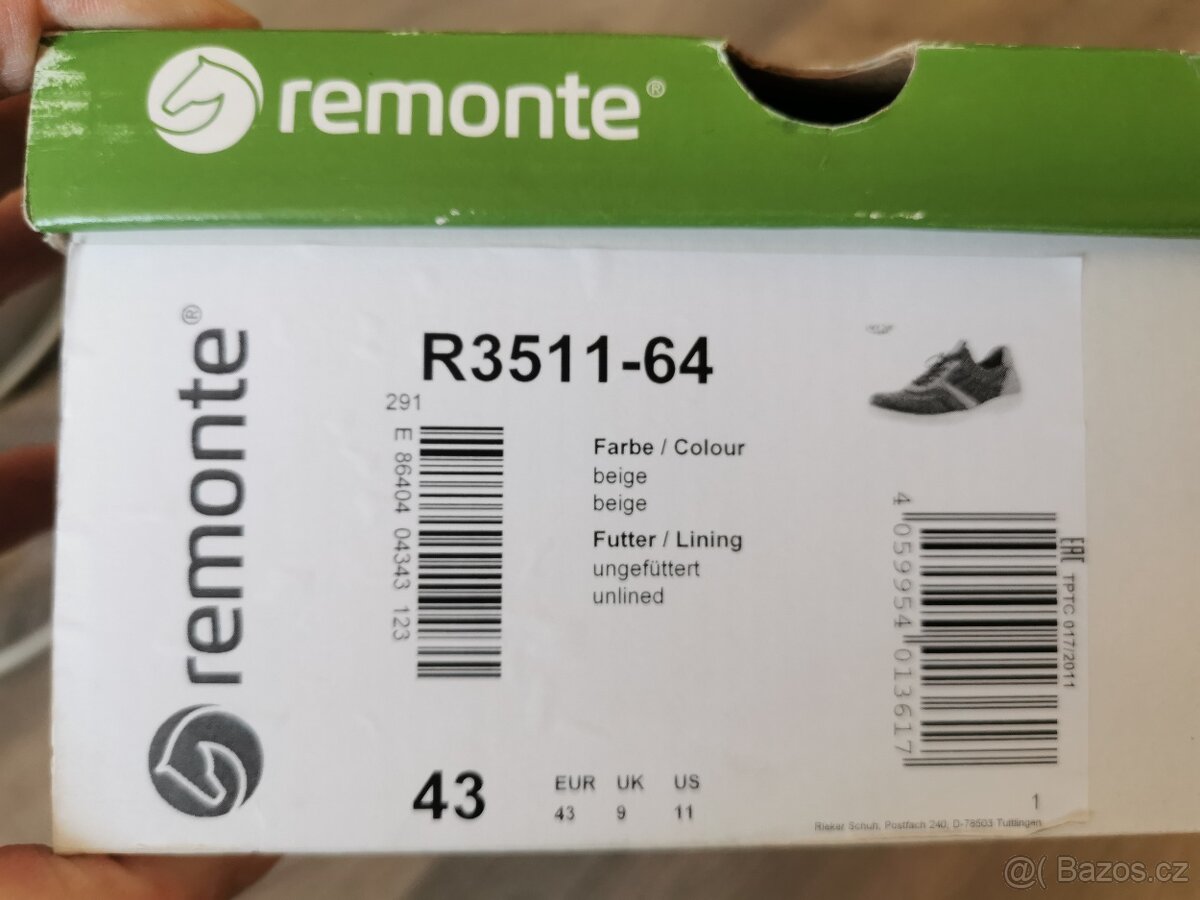 remonte®
remonte®
R3511-64
291
E 86404 04343 123
Farbe / Colour
beige
beige
Futter / Lining
ungefüttert
unlined
4 059954 013617
EAC TPTC 017/2011
43
EUR UK US
43 9 11
1
Rieker Schuh, Postfach 240, D-78503 Tuttlingen
@( Bazos.cz